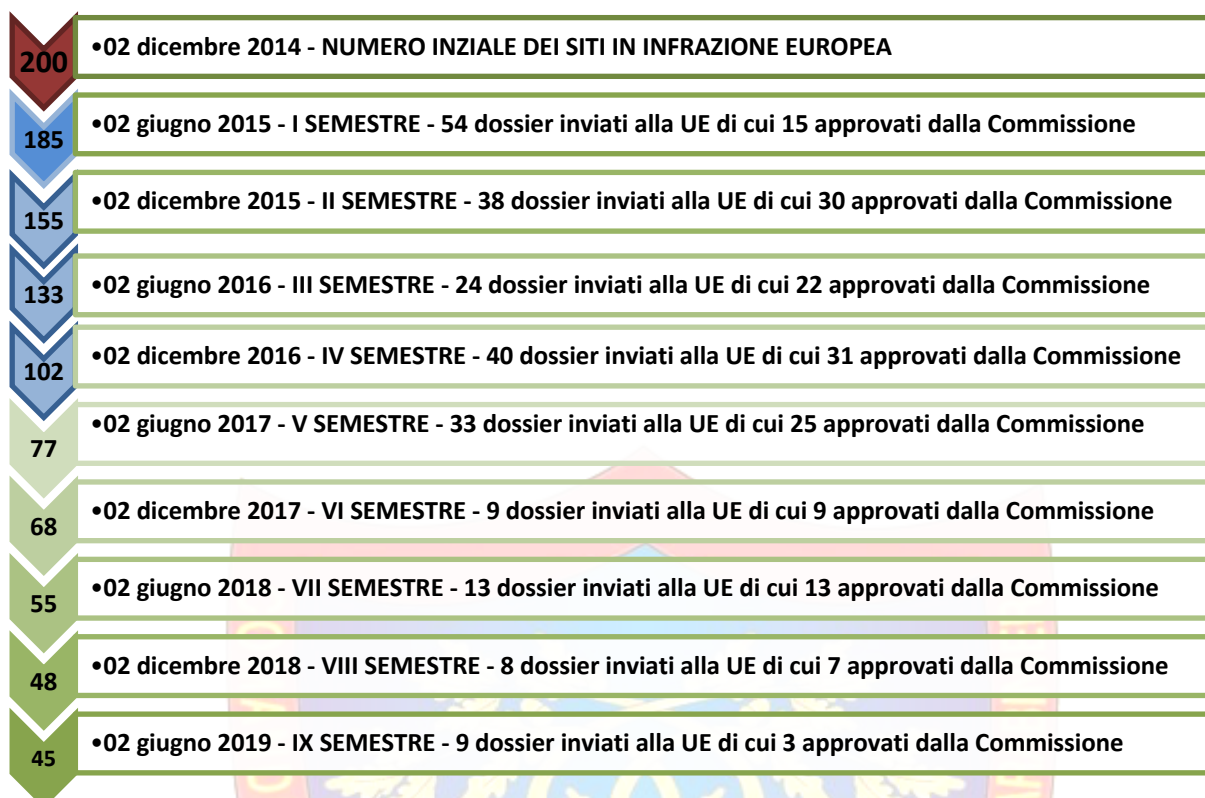 200
•02 dicembre 2014 - NUMERO INZIALE DEI SITI IN INFRAZIONE EUROPEA
185
•02 giugno 2015 - I SEMESTRE - 54 dossier inviati alla UE di cui 15 approvati dalla Commissione
155
•02 dicembre 2015 - II SEMESTRE - 38 dossier inviati alla UE di cui 30 approvati dalla Commissione
133
•02 giugno 2016 - III SEMESTRE - 24 dossier inviati alla UE di cui 22 approvati dalla Commissione
102
•02 dicembre 2016 - IV SEMESTRE - 40 dossier inviati alla UE di cui 31 approvati dalla Commissione
77
•02 giugno 2017 - V SEMESTRE - 33 dossier inviati alla UE di cui 25 approvati dalla Commissione
68
•02 dicembre 2017 - VI SEMESTRE - 9 dossier inviati alla UE di cui 9 approvati dalla Commissione
55
•02 giugno 2018 - VII SEMESTRE - 13 dossier inviati alla UE di cui 13 approvati dalla Commissione
48
•02 dicembre 2018 - VIII SEMESTRE - 8 dossier inviati alla UE di cui 7 approvati dalla Commissione
45
•02 giugno 2019 - IX SEMESTRE - 9 dossier inviati alla UE di cui 3 approvati dalla Commissione